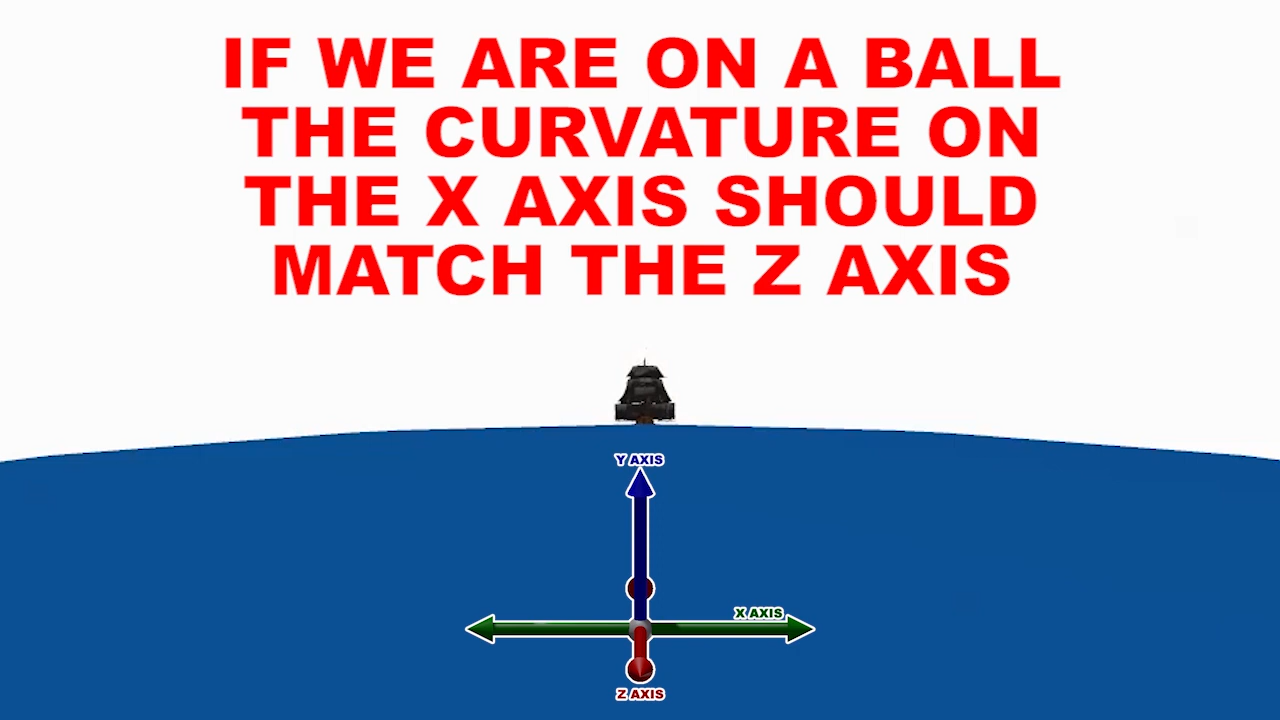 IF WE ARE ON A BALL
THE CURVATURE ON
THE X AXIS SHOULD
MATCH THE Z AXIS
Y AXIS
X AXIS
Z AXIS